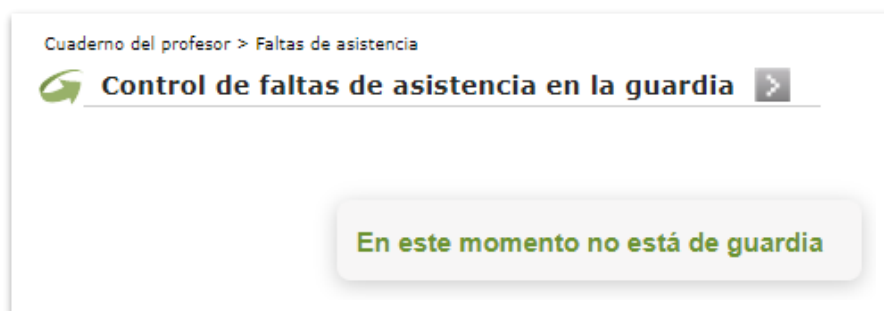 Cuaderno del profesor > Faltas de asistencia
Control de faltas de asistencia en la guardia
En este momento no está de guardia